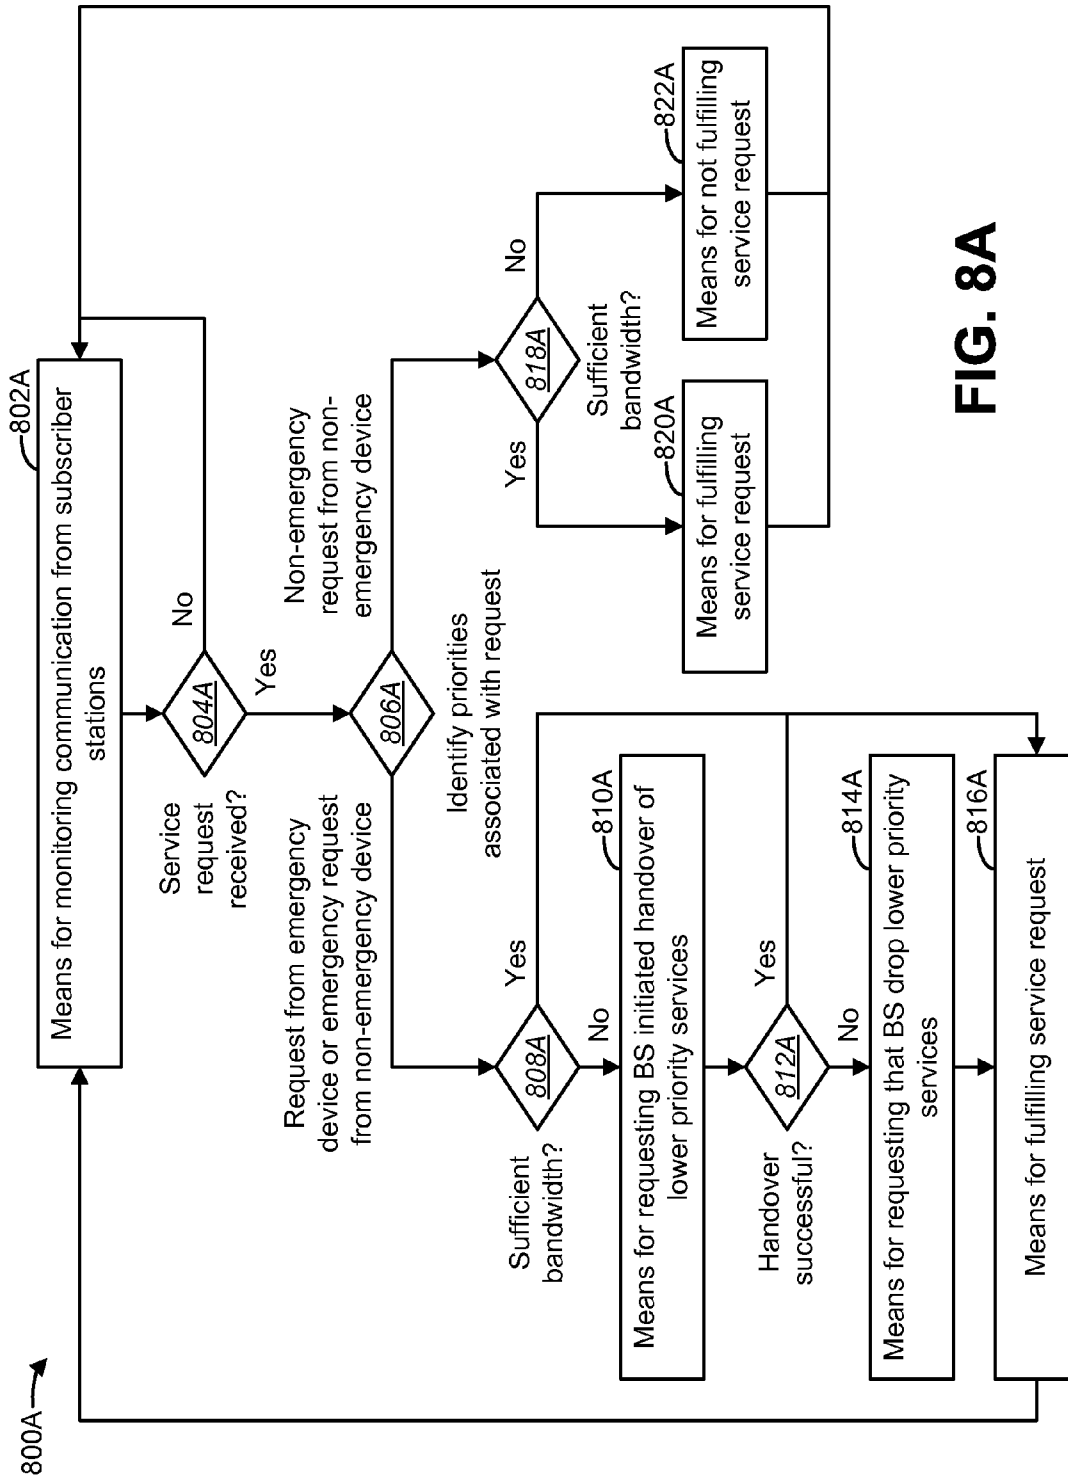 800A
802A
Means for monitoring communication from subscriber
stations
Service
request
received?
804A
No
Yes
Request from emergency
device or emergency request
from non-emergency device
806A
Non-emergency
request from non-
emergency device
Identify priorities
associated with request
Sufficient
bandwidth?
808A
Yes
No
810A
Means for requesting BS initiated handover of
lower priority services
Handover
successful?
812A
Yes
No
814A
Means for requesting that BS drop lower priority
services
816A
Means for fulfilling service request
Yes
818A
No
Sufficient
bandwidth?
820A
Means for fulfilling
service request
822A
Means for not fulfilling
service request
FIG. 8A